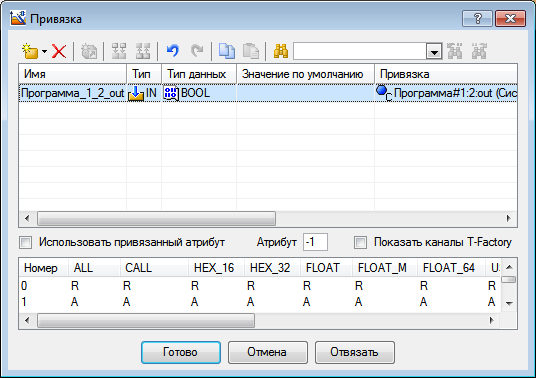 Привязка
Имя Тип Тип данных Значение по умолчанию Привязка
Программа_1_2_out IN BOOL Программа#1:2:out (Сис
Использовать привязанный атрибут Атрибут -1 Показать каналы T-Factory
Номер ALL CALL HEX_16 HEX_32 FLOAT FLOAT_M FLOAT_64 U
0 R R R R R R R R
1 A A A A A A A A
Готово Отмена Отвязать